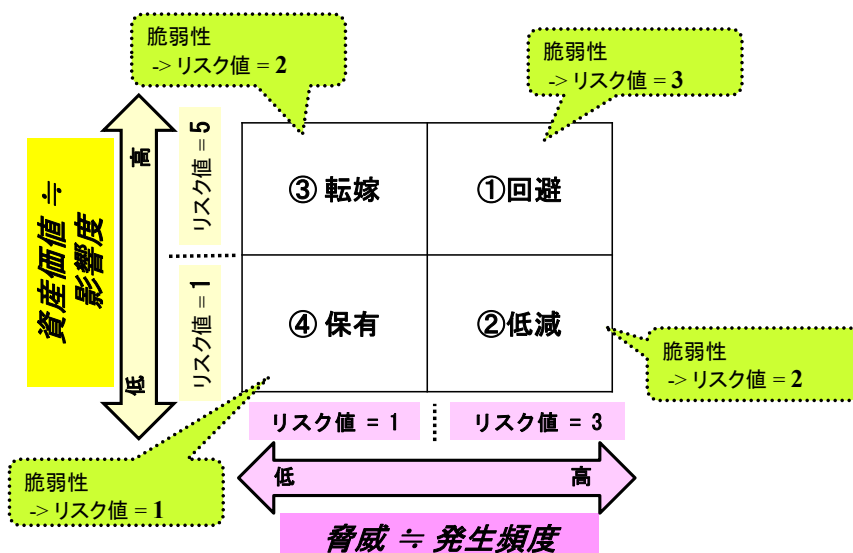 脆弱性
-> リスク値 = 2
脆弱性
-> リスク値 = 3
資産価値 ≒
影響度
高
低
リスク値 = 5
リスク値 = 1
③ 転嫁
①回避
④ 保有
②低減
脆弱性
-> リスク値 = 2
リスク値 = 1
リスク値 = 3
脆弱性
-> リスク値 = 1
低
高
脅威 ≒ 発生頻度